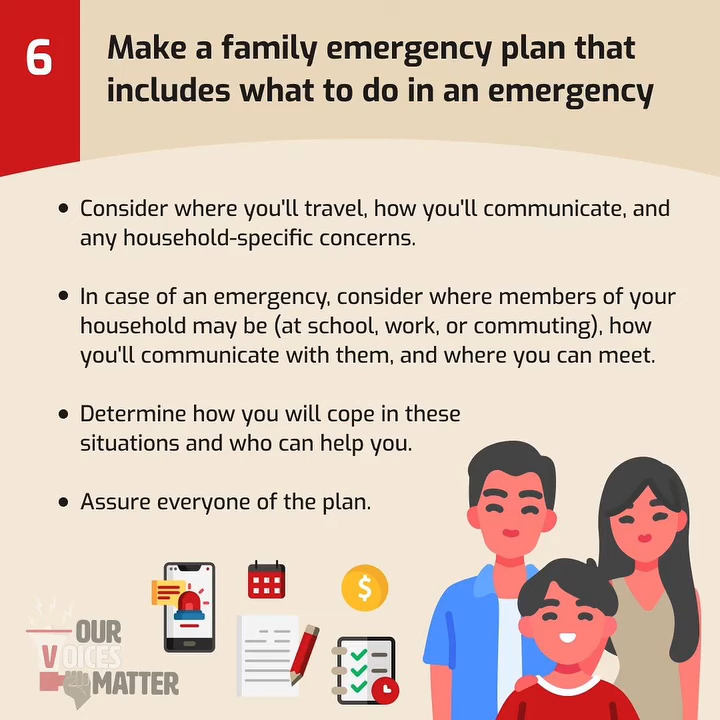 6
Make a family emergency plan that
includes what to do in an emergency
• Consider where you'll travel, how you'll communicate, and
any household-specific concerns.
• In case of an emergency, consider where members of your
household may be (at school, work, or commuting), how
you'll communicate with them, and where you can meet.
• Determine how you will cope in these
situations and who can help you.
• Assure everyone of the plan.
$
OUR
VOICES
MATTER